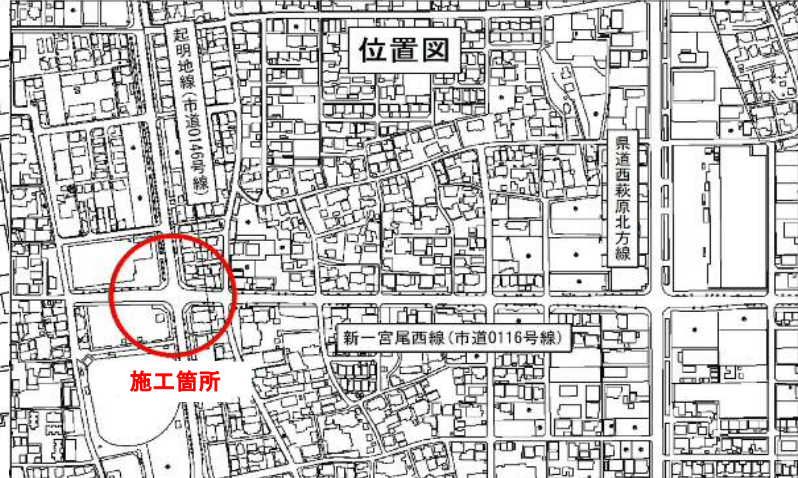 位置図
起明地線(市道0146号線)
県道西萩原北方線
新一宮尾西線(市道0116号線)
施工箇所